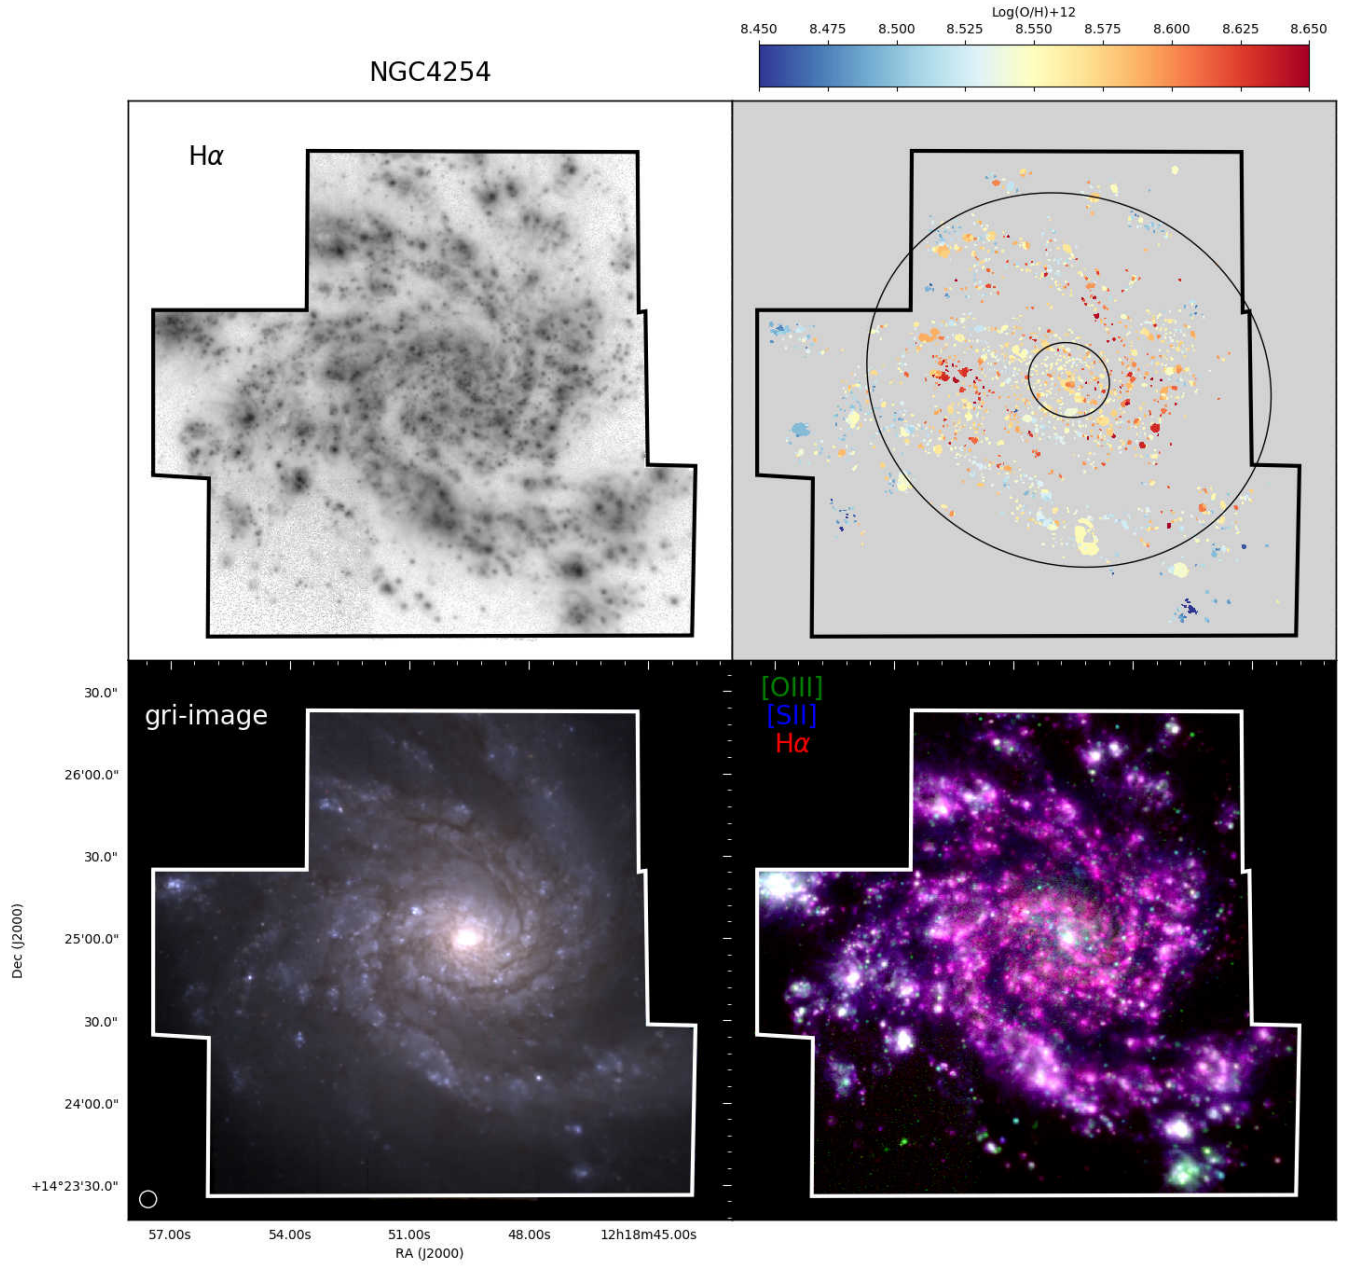 Log(O/H)+12
8.450 8.475 8.500 8.525 8.550 8.575 8.600 8.625 8.650
NGC4254
Hα
[OIII]
[SII]
Hα
gri-image
30.0"
26'00.0"
30.0"
25'00.0"
30.0"
24'00.0"
+14°23'30.0"
Dec (J2000)
57.00s 54.00s 51.00s 48.00s 12h18m45.00s
RA (J2000)